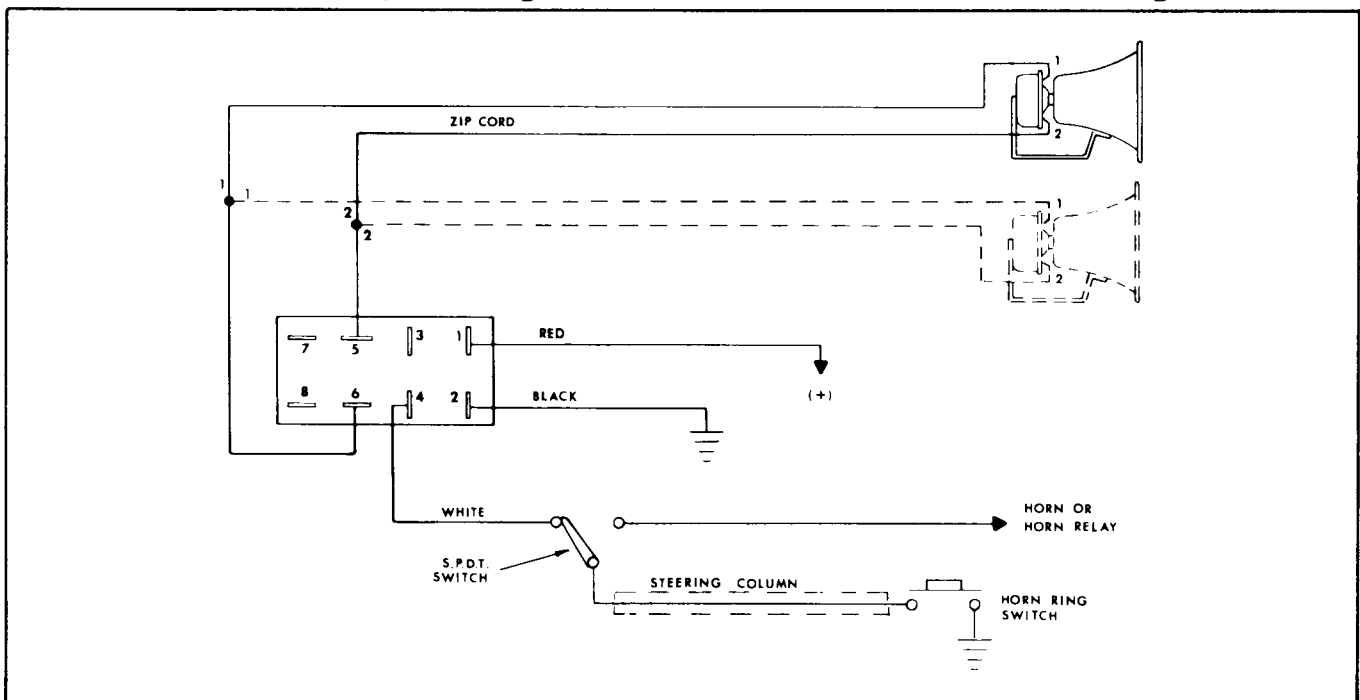 1
ZIP CORD
2
1 1
1
2
2
2
7 5 3 1
RED
(+)
8 6 4 2
BLACK
WHITE
HORN OR
HORN RELAY
S.P.D.T.
SWITCH
STEERING COLUMN
HORN RING
SWITCH